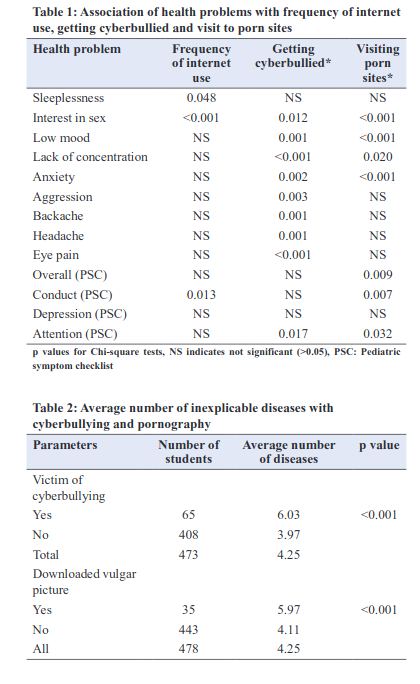 Table 1: Association of health problems with frequency of internet
use, getting cyberbullied and visit to porn sites
Health problem Frequency of internet use Getting cyberbullied* Visiting porn sites*
Sleeplessness 0.048 NS NS
Interest in sex <0.001 0.012 <0.001
Low mood NS 0.001 <0.001
Lack of concentration NS <0.001 0.020
Anxiety NS 0.002 <0.001
Aggression NS 0.003 NS
Backache NS 0.001 NS
Headache NS 0.001 NS
Eye pain NS <0.001 NS
Overall (PSC) NS NS 0.009
Conduct (PSC) 0.013 NS 0.007
Depression (PSC) NS NS NS
Attention (PSC) NS 0.017 0.032
p values for Chi-square tests, NS indicates not significant (>0.05), PSC: Pediatric
symptom checklist
Table 2: Average number of inexplicable diseases with
cyberbullying and pornography
Parameters Number of students Average number of diseases p value
Victim of
cyberbullying
Yes 65 6.03 <0.001
No 408 3.97
Total 473 4.25
Downloaded vulgar
picture
Yes 35 5.97 <0.001
No 443 4.11
All 478 4.25